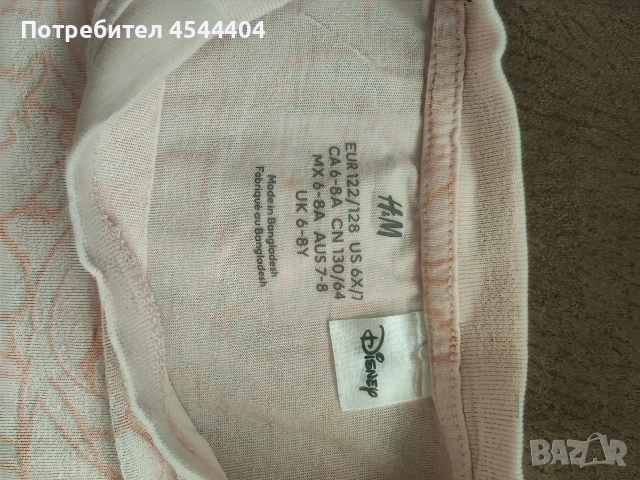 Потребител 4544404
H&M
EUR 122/128 US 6X/7
CA 6-8A CN 130/64
MX 6-8A AUS 7-8
UK 6-8Y
Made in Bangladesh
Fabriqué au Bangladesh
Disney
BAZAR